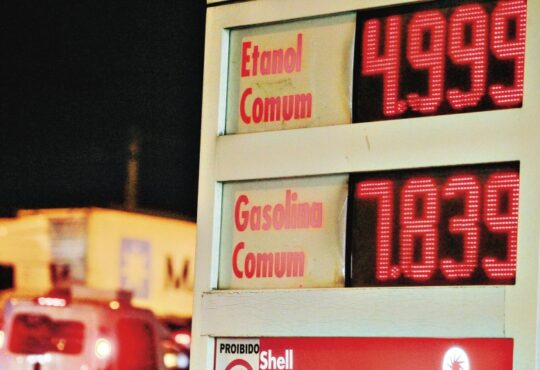 Etanol
Comum
4.999
Gasolina
Comum
7.839
PROIBIDO
Shell